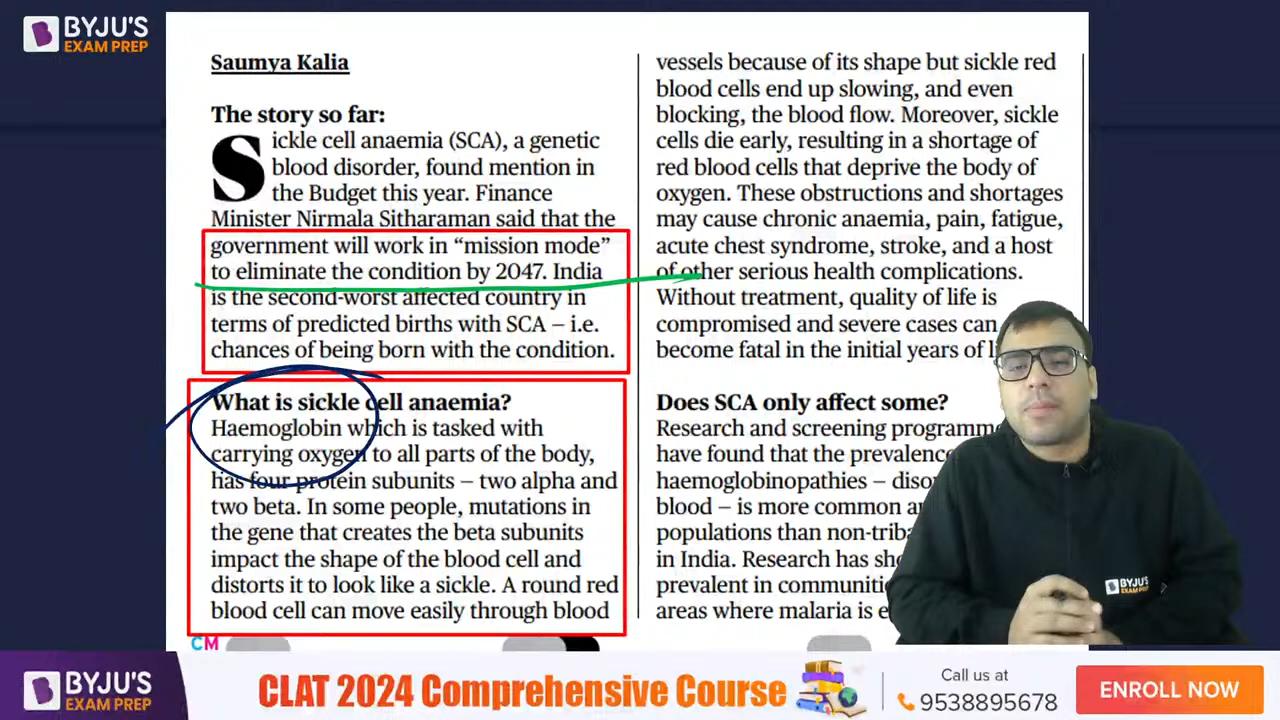 BYJU'S
EXAM PREP
Saumya Kalia
The story so far:
Sickle cell anaemia (SCA), a genetic
blood disorder, found mention in
the Budget this year. Finance
Minister Nirmala Sitharaman said that the
government will work in “mission mode”
to eliminate the condition by 2047. India
is the second-worst affected country in
terms of predicted births with SCA – i.e.
chances of being born with the condition.
What is sickle cell anaemia?
Haemoglobin which is tasked with
carrying oxygen to all parts of the body,
has four protein subunits – two alpha and
two beta. In some people, mutations in
the gene that creates the beta subunits
impact the shape of the blood cell and
distorts it to look like a sickle. A round red
blood cell can move easily through blood
CM
vessels because of its shape but sickle red
blood cells end up slowing, and even
blocking, the blood flow. Moreover, sickle
cells die early, resulting in a shortage of
red blood cells that deprive the body of
oxygen. These obstructions and shortages
may cause chronic anaemia, pain, fatigue,
acute chest syndrome, stroke, and a host
of other serious health complications.
Without treatment, quality of life is
compromised and severe cases can
become fatal in the initial years of
Does SCA only affect some?
Research and screening
have found that the prevalence
haemoglobinopathies –
blood – is more common
populations than
in India. Research has
prevalent in
areas where malaria is
BYJU'S
EXAM PREP
BYJU'S
EXAM PREP
CLAT 2024 Comprehensive Course
Call us at
9538895678
ENROLL NOW